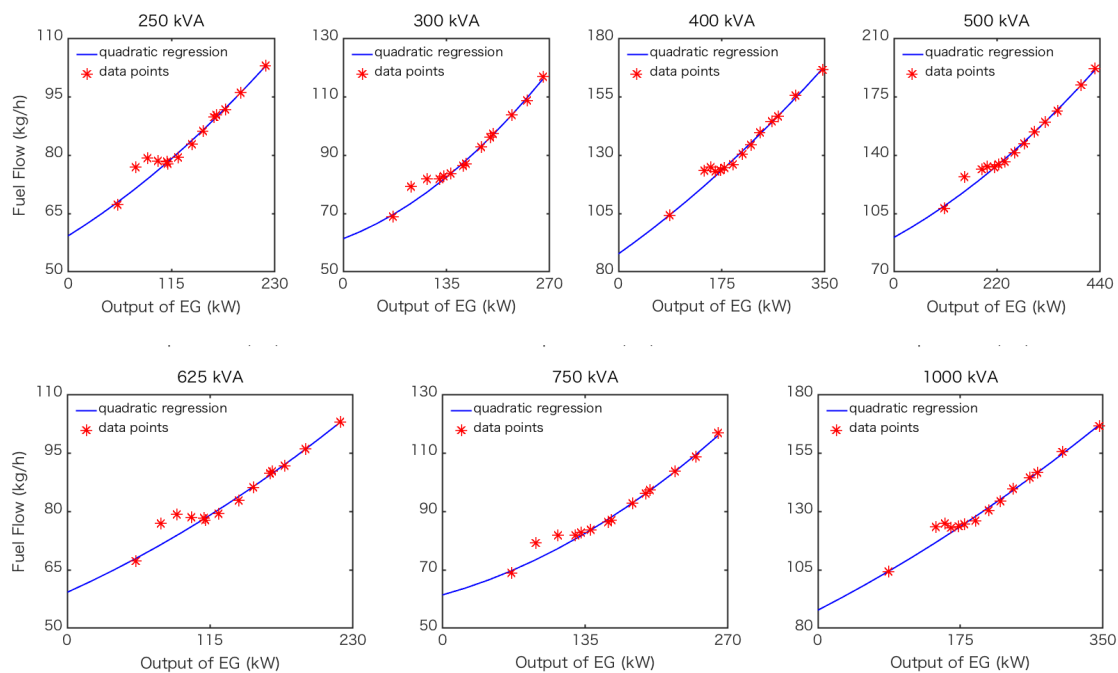 250 kVA
110
95
80
65
50
Fuel Flow (kg/h)
quadratic regression
data points
0 115 230
Output of EG (kW)
300 kVA
130
110
90
70
50
quadratic regression
data points
0 135 270
Output of EG (kW)
400 kVA
180
155
130
105
80
quadratic regression
data points
0 175 350
Output of EG (kW)
500 kVA
210
175
140
105
70
quadratic regression
data points
0 220 440
Output of EG (kW)
625 kVA
110
95
80
65
50
Fuel Flow (kg/h)
quadratic regression
data points
0 115 230
Output of EG (kW)
750 kVA
130
110
90
70
50
quadratic regression
data points
0 135 270
Output of EG (kW)
1000 kVA
180
155
130
105
80
quadratic regression
data points
0 175 350
Output of EG (kW)